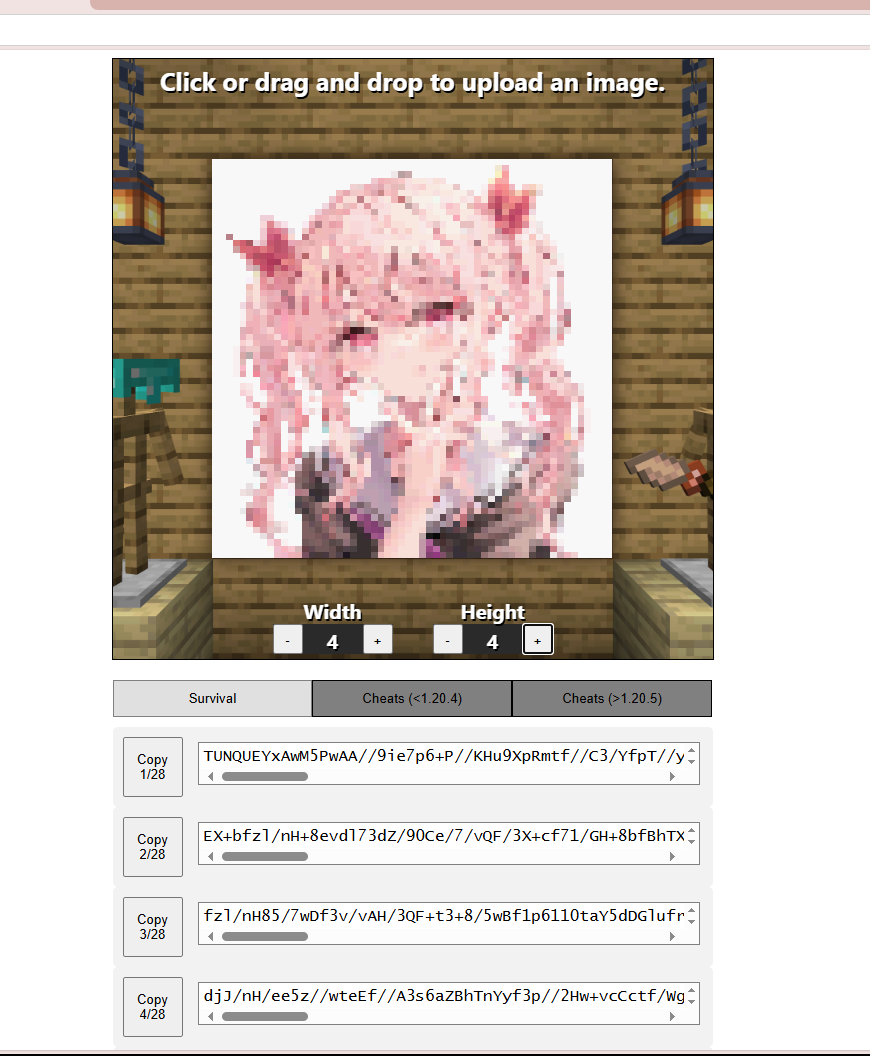 Click or drag and drop to upload an image.
Width
Height
- 4 +
- 4 +
Survival
Cheats (<1.20.4)
Cheats (>1.20.5)
Copy
1/28
TUNQUEYxAwM5PwAA//9ie7p6+P//KHu9XpRmtf//C3/YfpT//y
Copy
2/28
EX+bfzl/nH+8evdl73dZ/90Ce/7/vQF/3X+cf71/GH+8bfBhTX
Copy
3/28
fzl/nH85/7wDf3v/vAH/3QF+t3+8/5wBf1p611OtaY5dDGlufr
Copy
4/28
djJ/nH/ee5z//wteEf//A3s6aZBhTnYyf3p//2Hw+vcCctf/Wg